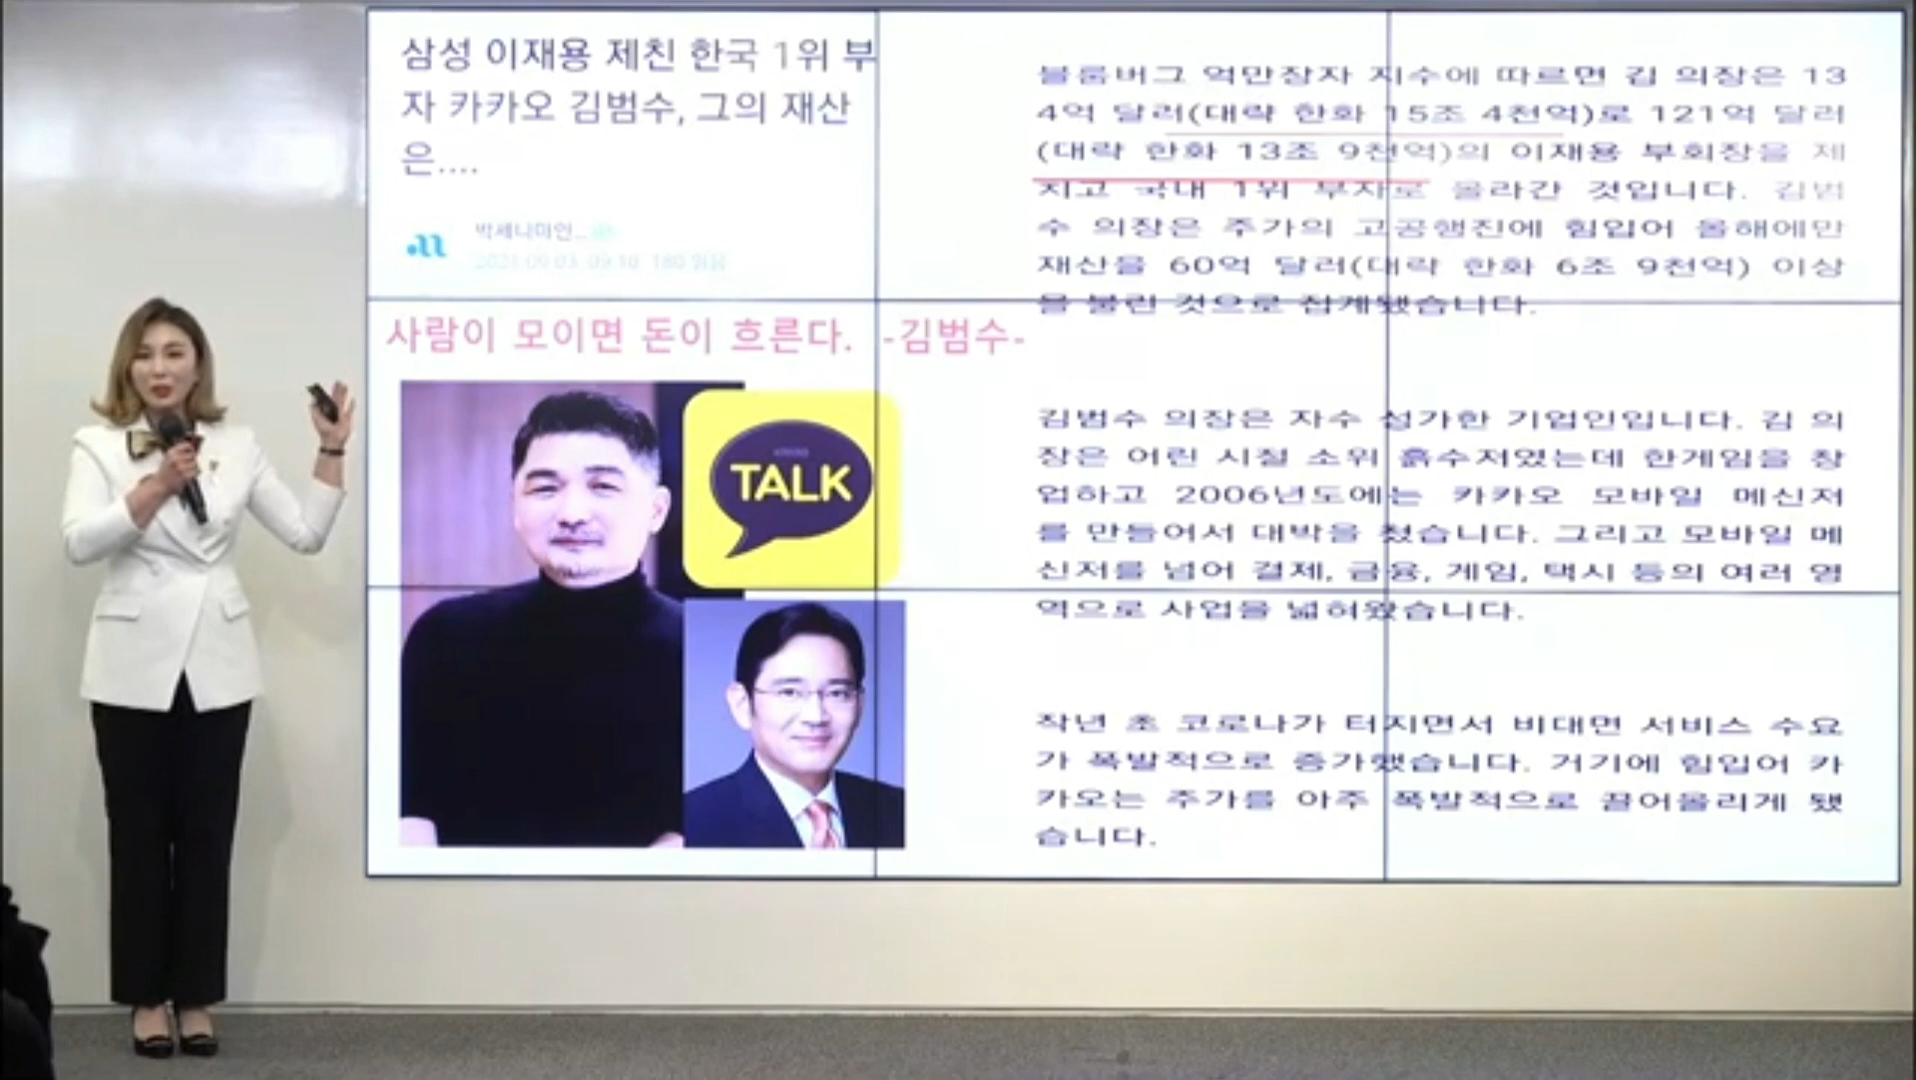 삼성 이재용 제친 한국 1위 부
자 카카오 김범수, 그의 재산
은....
2021.09.03. 09:10 180 읽음
사람이 모이면 돈이 흐른다. -김범수-
TALK
블룸버그 억만장자 지수에 따르면 김 의장은 13
4억 달러(대략 한화 15조 4천억)로 121억 달러
(대략 한화 13조 9천억)의 이재용 부회장을 제
치고 국내 1위 부자로 올라간 것입니다. 김범
수 의장은 주가의 고공행진에 힘입어 올해에만
재산을 60억 달러(대략 한화 6조 9천억) 이상
을 불린 것으로 집계됐습니다.
김범수 의장은 자수 성가한 기업인입니다. 김 의
장은 어린 시절 소위 흙수저였는데 한게임을 창
업하고 2006년도에는 카카오 모바일 메신저
를 만들어서 대박을 쳤습니다. 그리고 모바일 메
신저를 넘어 결제, 금융, 게임, 택시 등의 여러 영
역으로 사업을 넓혀왔습니다.
작년 초 코로나가 터지면서 비대면 서비스 수요
가 폭발적으로 증가했습니다. 거기에 힘입어 카
카오는 주가를 아주 폭발적으로 끌어올리게 됐
습니다.